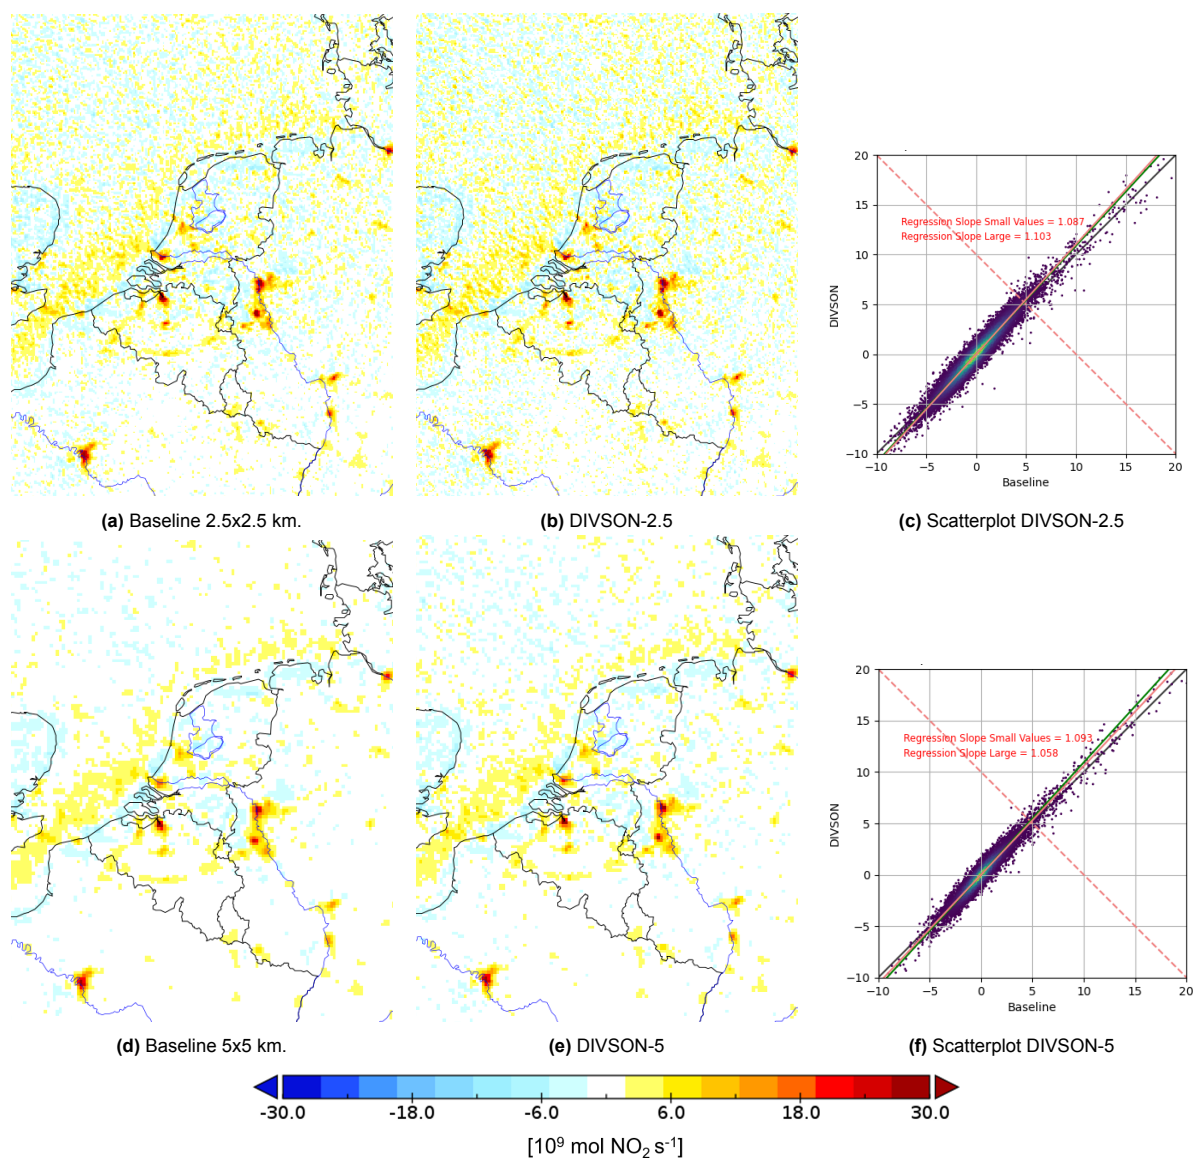 20
15
10
5
0
−5
−10
DIVSON
Regression Slope Small Values = 1.087
Regression Slope Large = 1.103
−10 −5 0 5 10 15 20
Baseline
(a) Baseline 2.5x2.5 km.
(b) DIVSON-2.5
(c) Scatterplot DIVSON-2.5
20
15
10
5
0
−5
−10
DIVSON
Regression Slope Small Values = 1.093
Regression Slope Large = 1.058
−10 −5 0 5 10 15 20
Baseline
(d) Baseline 5x5 km.
(e) DIVSON-5
(f) Scatterplot DIVSON-5
-30.0 -18.0 -6.0 6.0 18.0 30.0
[10⁹ mol NO₂ s⁻¹]